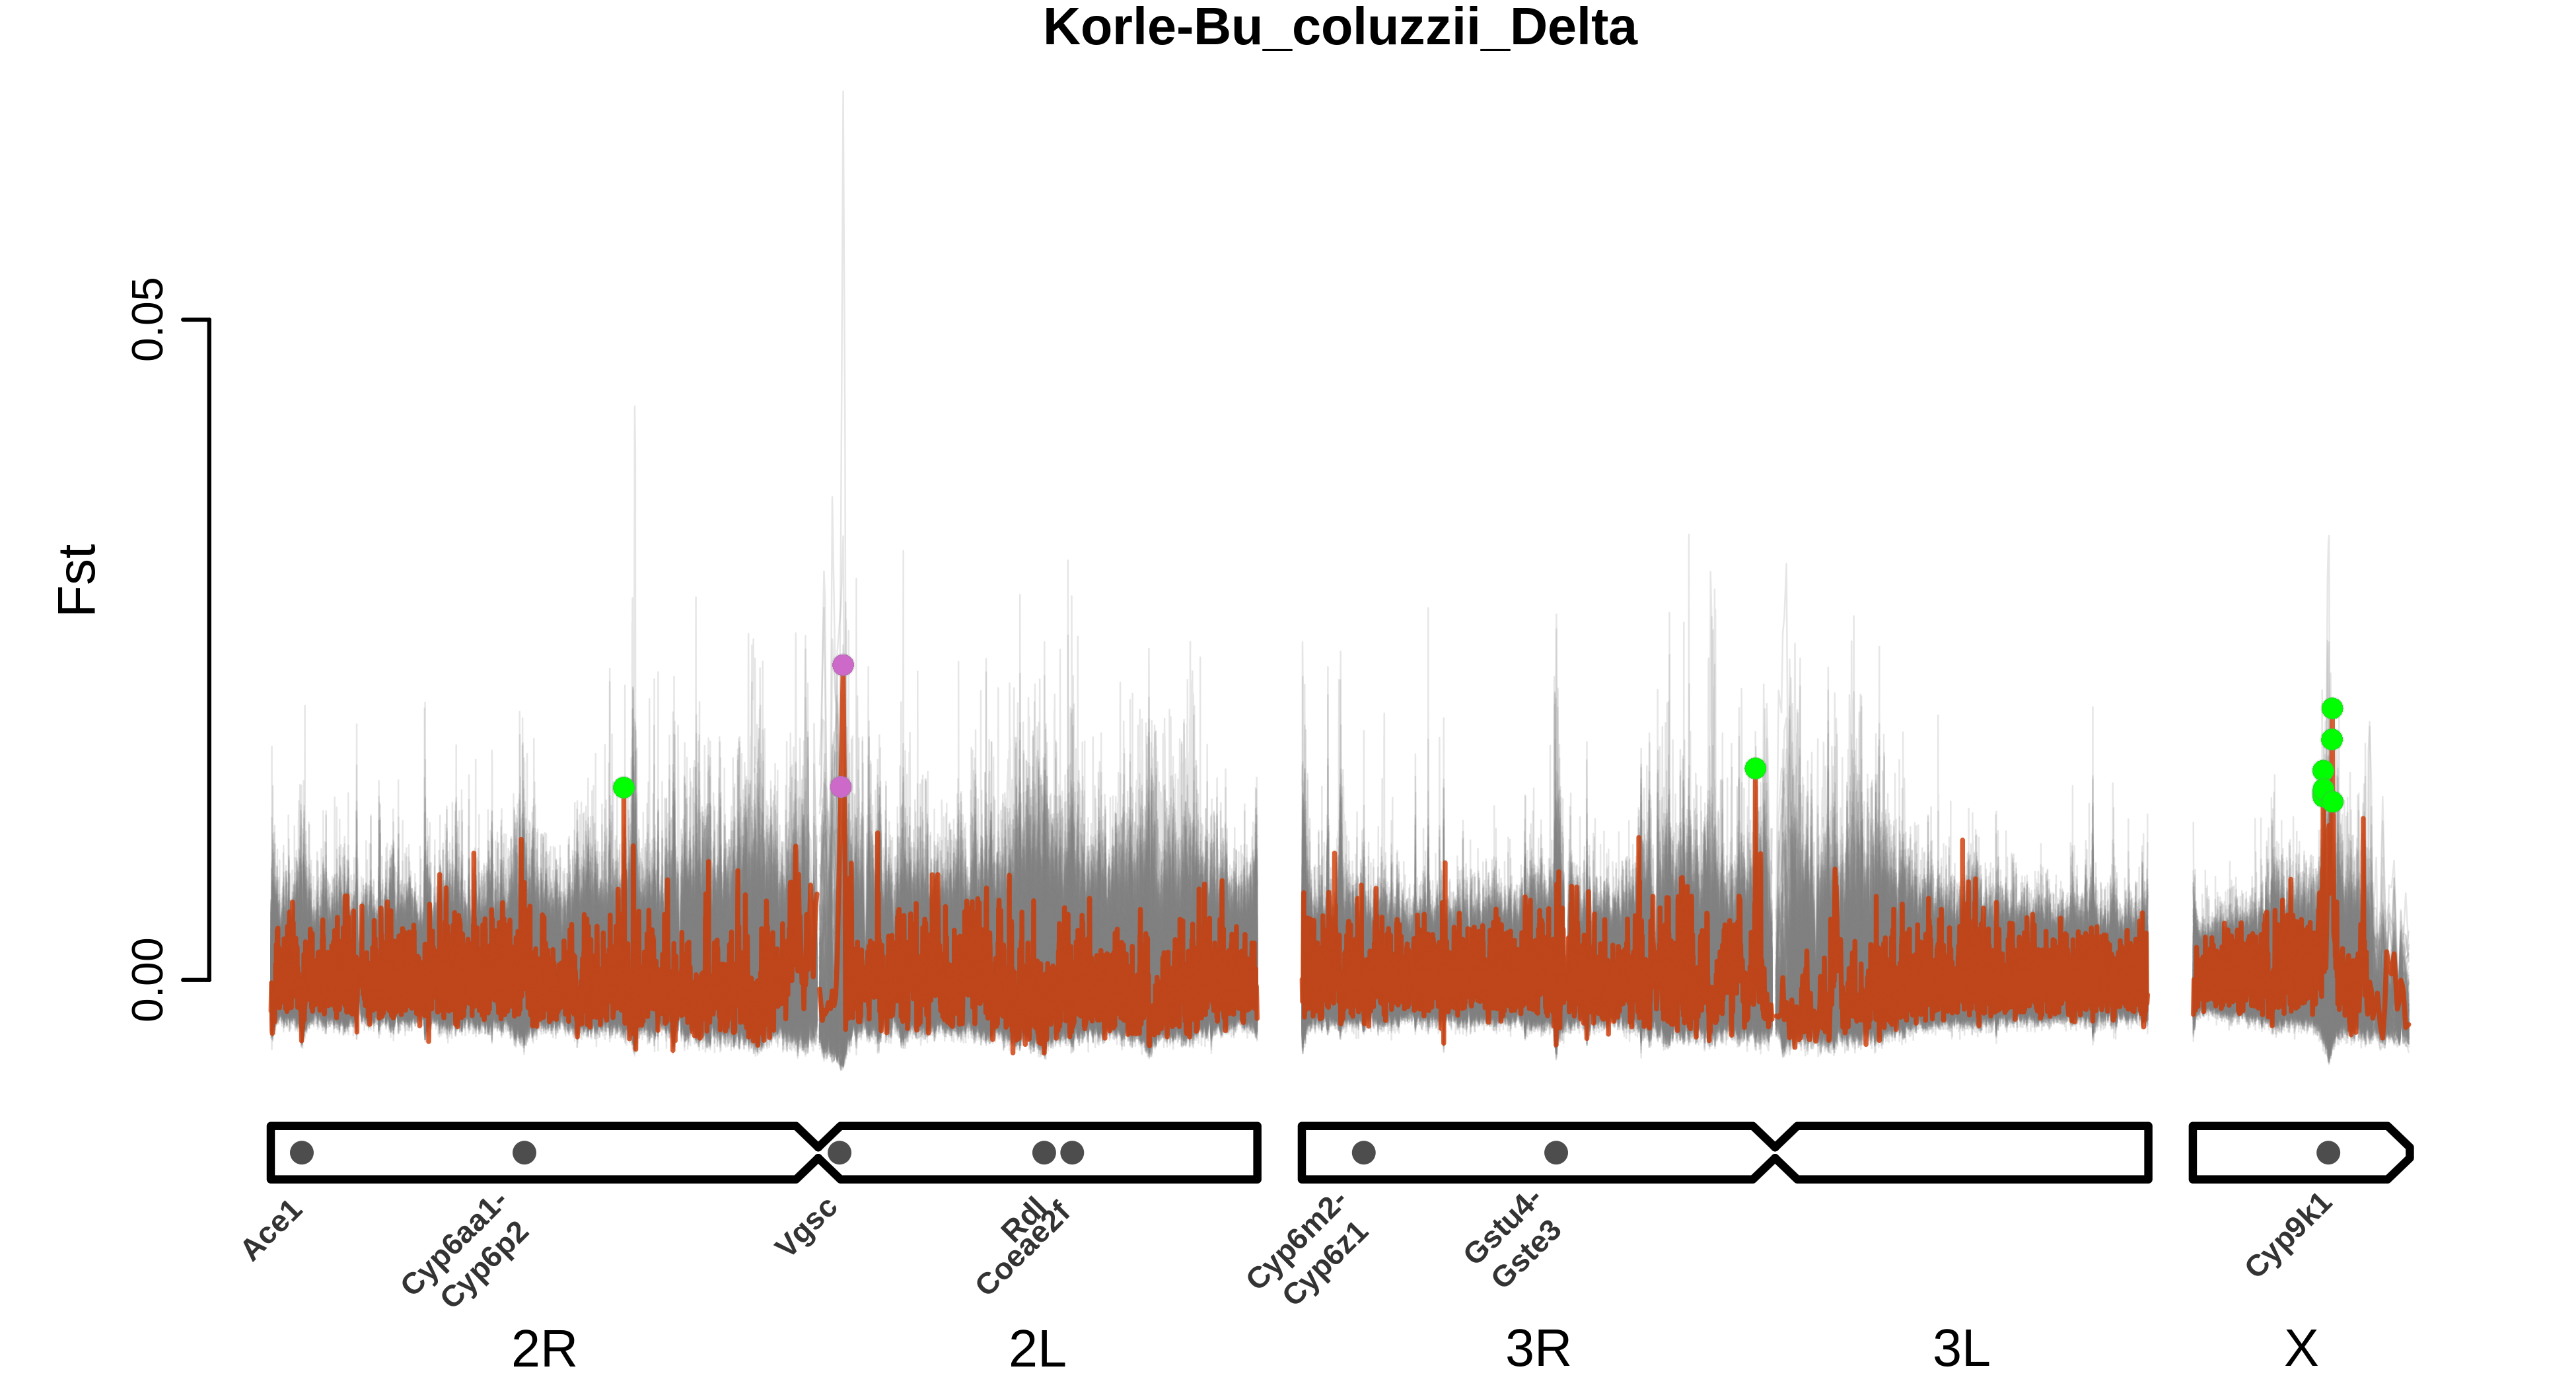 Korle-Bu_coluzzii_Delta
0.05
Fst
0.00
Ace1
Cyp6aa1-
Cyp6p2
Vgsc
Rdl
Coeae2f
Cyp6m2-
Cyp6z1
Gstu4-
Gste3
Cyp9k1
2R
2L
3R
3L
X